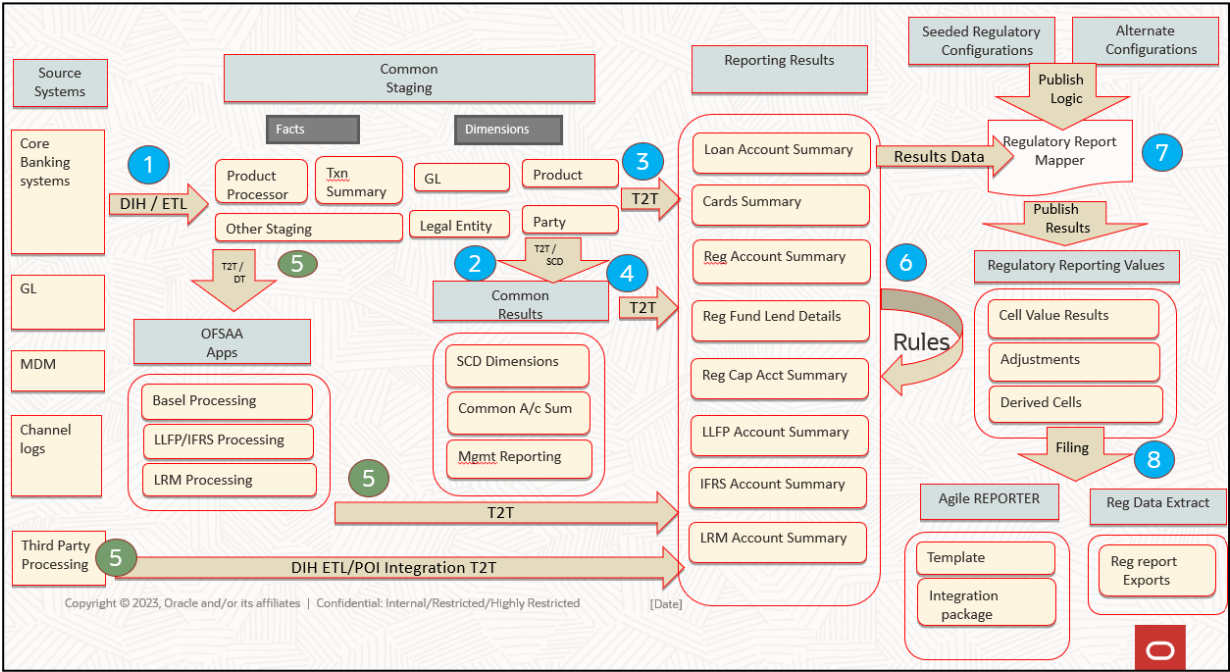 Source
Systems
Core
Banking
systems
GL
MDM
Channel
logs
Third Party
Processing
1
DIH / ETL
Common
Staging
Facts
Dimensions
Product
Processor
Txn
Summary
GL
Product
Other Staging
Legal Entity
Party
T2T /
DT
5
2
T2T /
SCD
3
T2T
4
T2T
OFSAA
Apps
Basel Processing
LLFP/IFRS Processing
LRM Processing
Common
Results
SCD Dimensions
Common A/c Sum
Mgmt Reporting
5
T2T
5
DIH ETL/POI Integration T2T
Reporting Results
Loan Account Summary
Cards Summary
Reg Account Summary
Reg Fund Lend Details
Reg Cap Acct Summary
LLFP Account Summary
IFRS Account Summary
LRM Account Summary
6
Rules
Results Data
Seeded Regulatory
Configurations
Alternate
Configurations
Publish
Logic
Regulatory Report
Mapper
7
Publish
Results
Regulatory Reporting Values
Cell Value Results
Adjustments
Derived Cells
Filing
8
Agile REPORTER
Template
Integration
package
Reg Data Extract
Reg report
Exports
Copyright © 2023, Oracle and/or its affiliates | Confidential: Internal/Restricted/Highly Restricted
[Date]